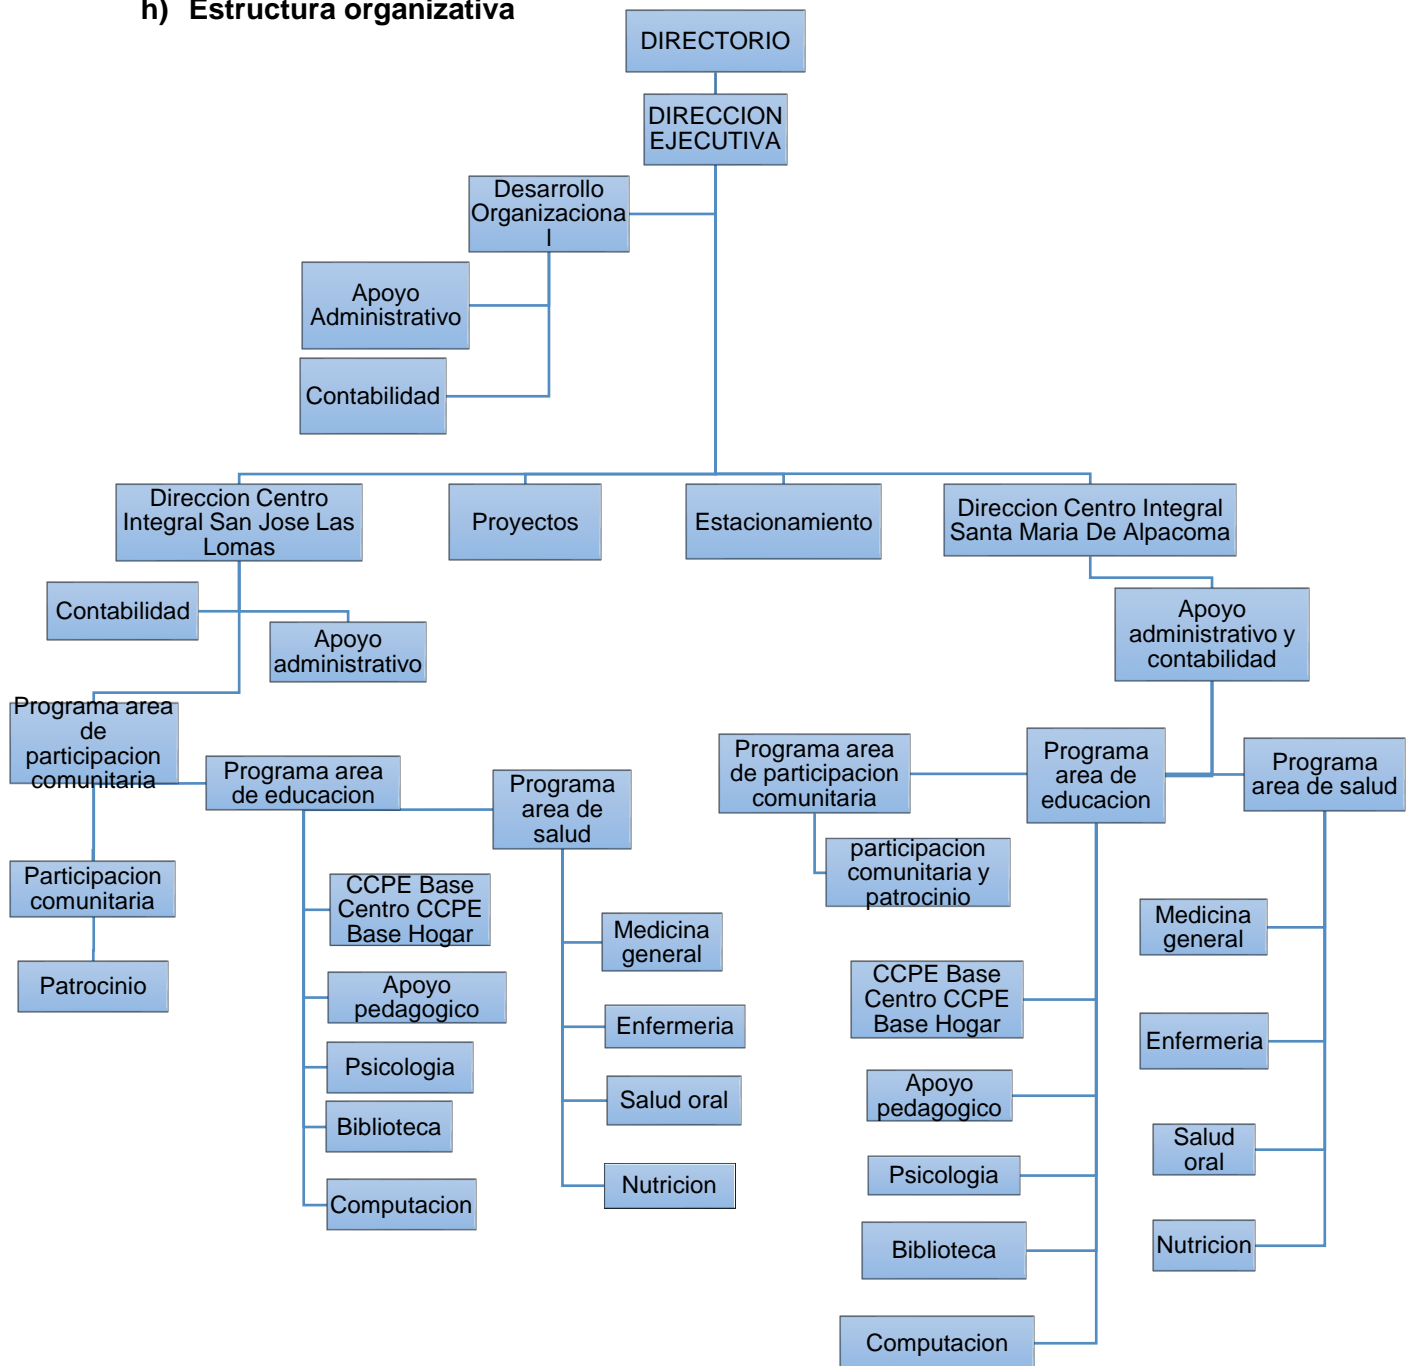 h) Estructura organizativa
DIRECTORIO
DIRECCION
EJECUTIVA
Desarrollo
Organizaciona
l
Apoyo
Administrativo
Contabilidad
Direccion Centro
Integral San Jose Las
Lomas
Proyectos
Estacionamiento
Direccion Centro Integral
Santa Maria De Alpacoma
Contabilidad
Apoyo
administrativo
Apoyo
administrativo y
contabilidad
Programa area
de
participacion
comunitaria
Programa area
de educacion
Programa
area de
salud
Participacion
comunitaria
Patrocinio
CCPE Base
Centro CCPE
Base Hogar
Apoyo
pedagogico
Psicologia
Biblioteca
Computacion
Medicina
general
Enfermeria
Salud oral
Nutricion
Programa area
de participacion
comunitaria
Programa
area de
educacion
Programa
area de salud
participacion
comunitaria y
patrocinio
CCPE Base
Centro CCPE
Base Hogar
Apoyo
pedagogico
Psicologia
Biblioteca
Computacion
Medicina
general
Enfermeria
Salud
oral
Nutricion